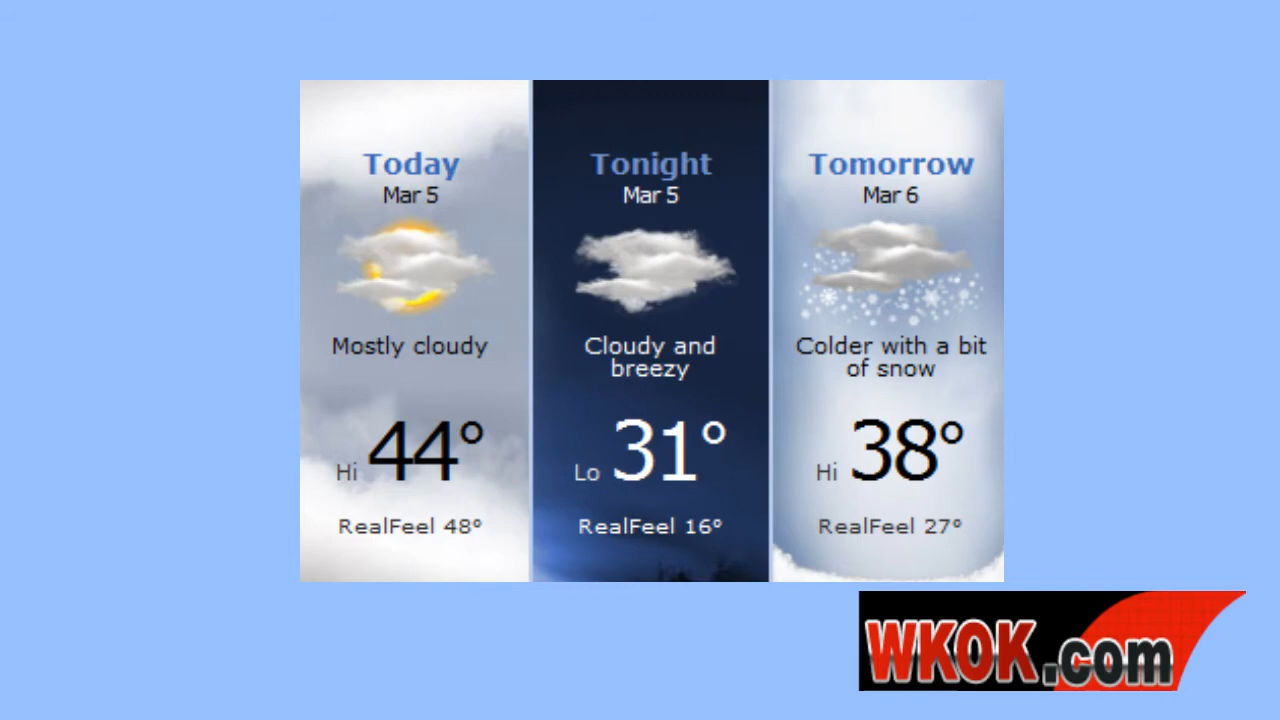 Today
Mar 5
Mostly cloudy
Hi 44°
RealFeel 48°
Tonight
Mar 5
Cloudy and
breezy
Lo 31°
RealFeel 16°
Tomorrow
Mar 6
Colder with a bit
of snow
Hi 38°
RealFeel 27°
WKOK.com